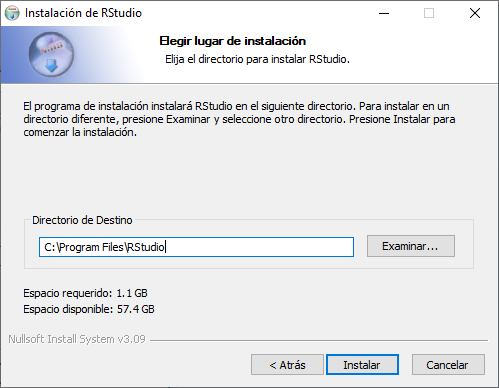 Instalación de RStudio
Elegir lugar de instalación
Elija el directorio para instalar RStudio.
El programa de instalación instalará RStudio en el siguiente directorio. Para instalar en un
directorio diferente, presione Examinar y seleccione otro directorio. Presione Instalar para
comenzar la instalación.
Directorio de Destino
C:\Program Files\RStudio
Examinar...
Espacio requerido: 1.1 GB
Espacio disponible: 57.4 GB
Nullsoft Install System v3.09
< Atrás
Instalar
Cancelar